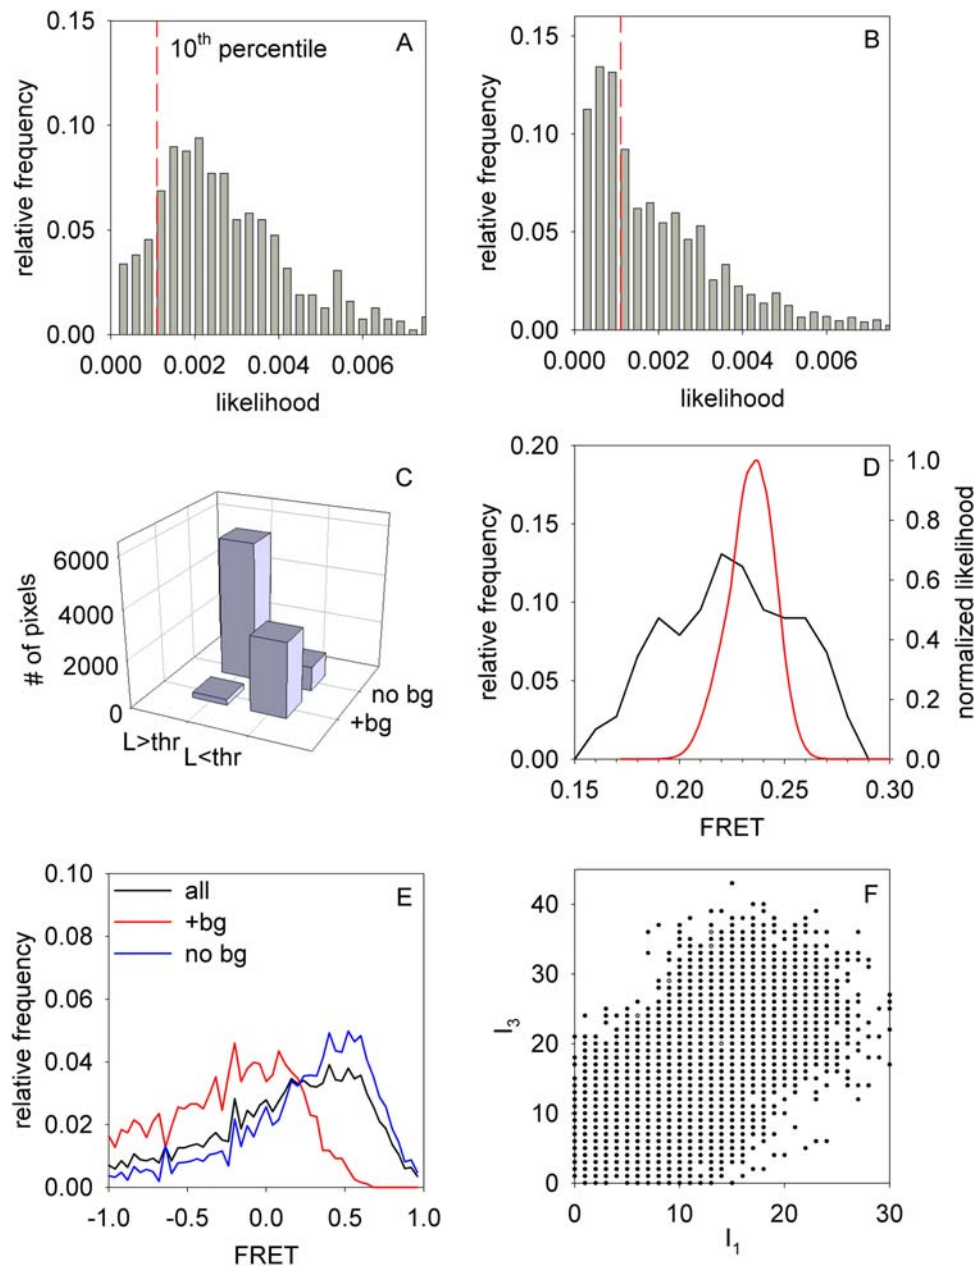 A
10th percentile
relative frequency
0.15
0.10
0.05
0.00
0.000 0.002 0.004 0.006
likelihood
B
relative frequency
0.15
0.10
0.05
0.00
0.000 0.002 0.004 0.006
likelihood
C
# of pixels
6000
4000
2000
0
L>thr
L<thr
no bg
+bg
D
relative frequency
0.20
0.15
0.10
0.05
0.00
normalized likelihood
1.0
0.8
0.6
0.4
0.2
0.0
0.15 0.20 0.25 0.30
FRET
E
all
+bg
no bg
relative frequency
0.10
0.08
0.06
0.04
0.02
0.00
-1.0 -0.5 0.0 0.5 1.0
FRET
F
I3
40
30
20
10
0
0 10 20 30
I1